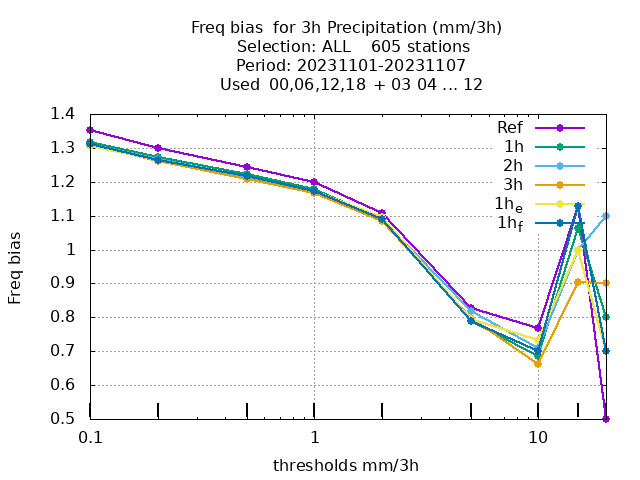 Freq bias  for 3h Precipitation (mm/3h)
Selection: ALL    605 stations
Period: 20231101-20231107
Used  00,06,12,18 + 03 04 ... 12
Freq bias
1.4
1.3
1.2
1.1
1
0.9
0.8
0.7
0.6
0.5
Ref
1h
2h
3h
1he
1hf
0.1 1 10
thresholds mm/3h